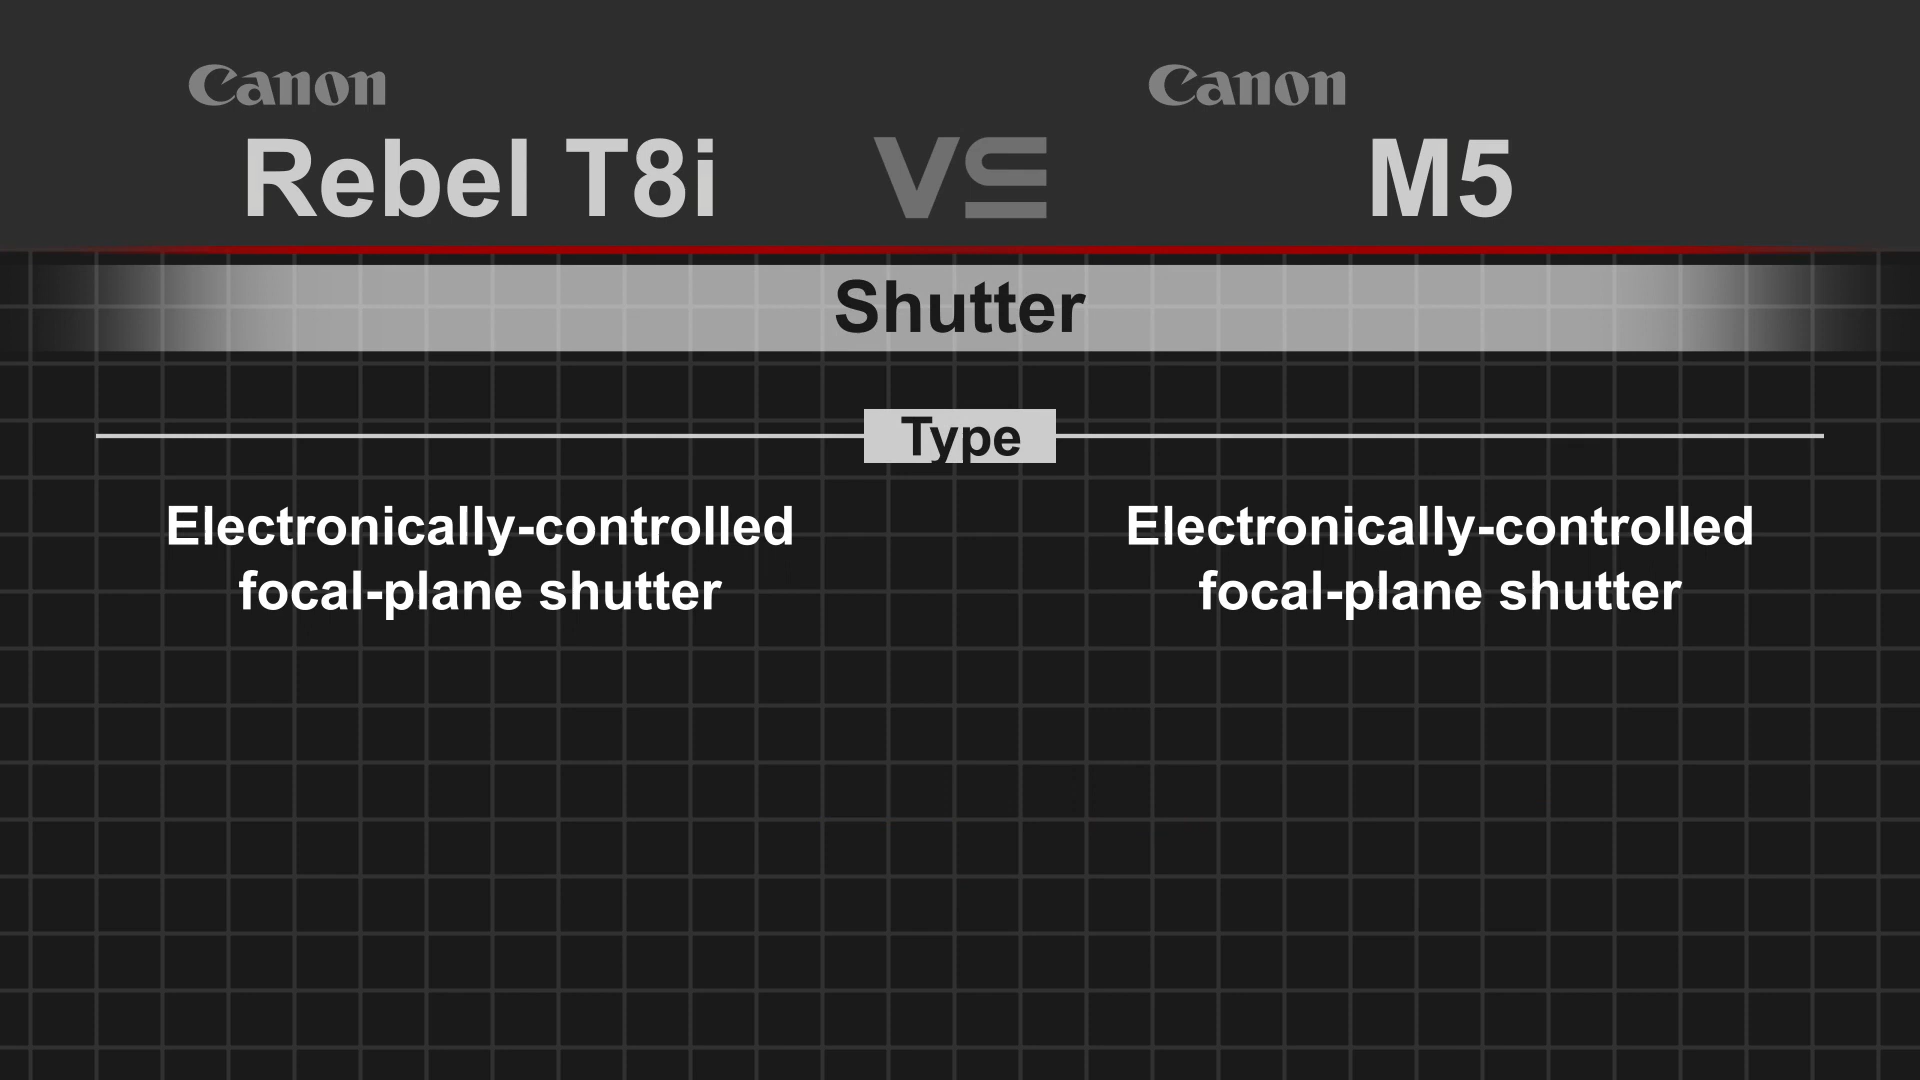 Canon
Canon
Rebel T8i
VS
M5
Shutter
Type
Electronically-controlled
focal-plane shutter
Electronically-controlled
focal-plane shutter